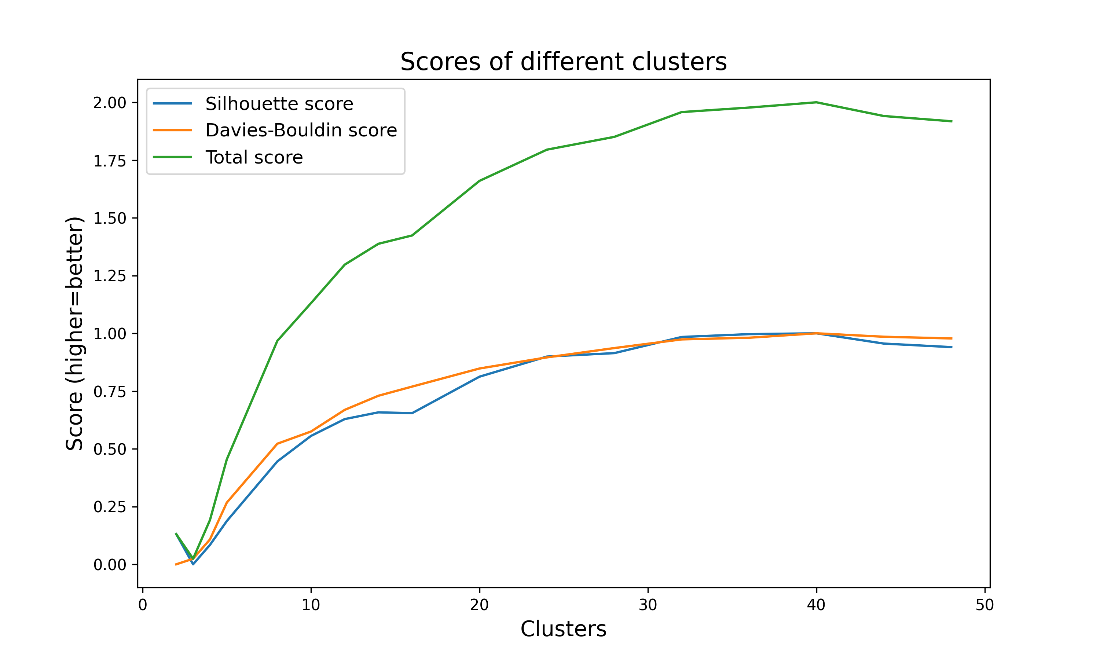 Scores of different clusters
Silhouette score
Davies-Bouldin score
Total score
Score (higher=better)
2.00
1.75
1.50
1.25
1.00
0.75
0.50
0.25
0.00
0
10
20
30
40
50
Clusters